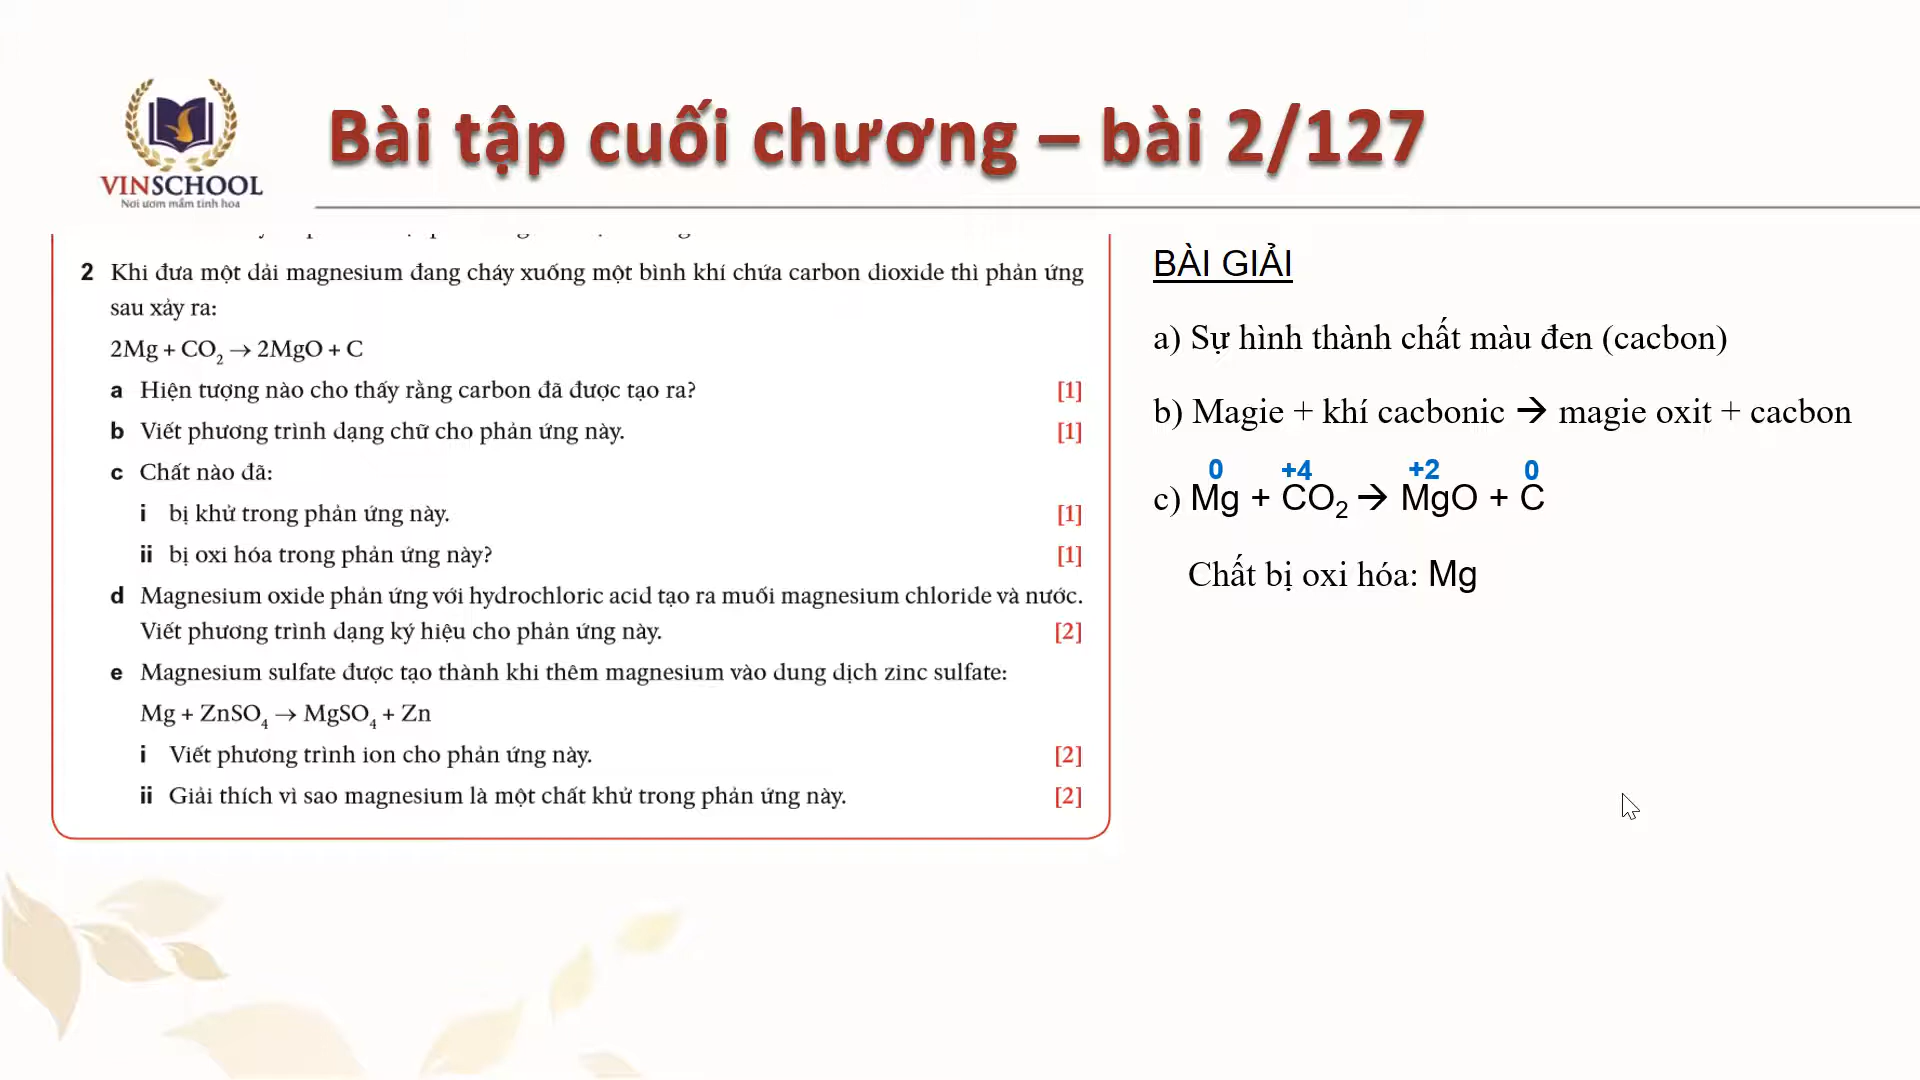 VINSCHOOL
Nơi ươm mầm tinh hoa
Bài tập cuối chương – bài 2/127
2 Khi đưa một dải magnesium đang cháy xuống một bình khí chứa carbon dioxide thì phản ứng
sau xảy ra:
2Mg + CO₂ → 2MgO + C
a Hiện tượng nào cho thấy rằng carbon đã được tạo ra? [1]
b Viết phương trình dạng chữ cho phản ứng này. [1]
c Chất nào đã:
i bị khử trong phản ứng này. [1]
ii bị oxi hóa trong phản ứng này? [1]
d Magnesium oxide phản ứng với hydrochloric acid tạo ra muối magnesium chloride và nước.
Viết phương trình dạng ký hiệu cho phản ứng này. [2]
e Magnesium sulfate được tạo thành khi thêm magnesium vào dung dịch zinc sulfate:
Mg + ZnSO₄ → MgSO₄ + Zn
i Viết phương trình ion cho phản ứng này. [2]
ii Giải thích vì sao magnesium là một chất khử trong phản ứng này. [2]
BÀI GIẢI
a) Sự hình thành chất màu đen (cacbon)
b) Magie + khí cacbonic → magie oxit + cacbon
0 +4 +2 0
c) Mg + CO₂ → MgO + C
Chất bị oxi hóa: Mg